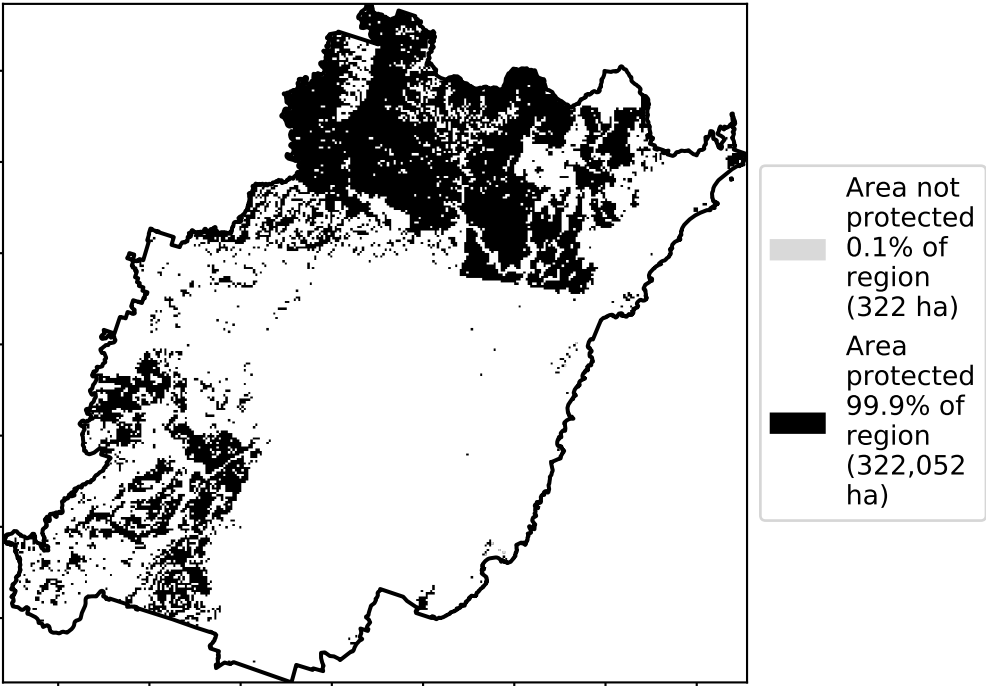 Area not
protected
0.1% of
region
(322 ha)
Area
protected
99.9% of
region
(322,052
ha)